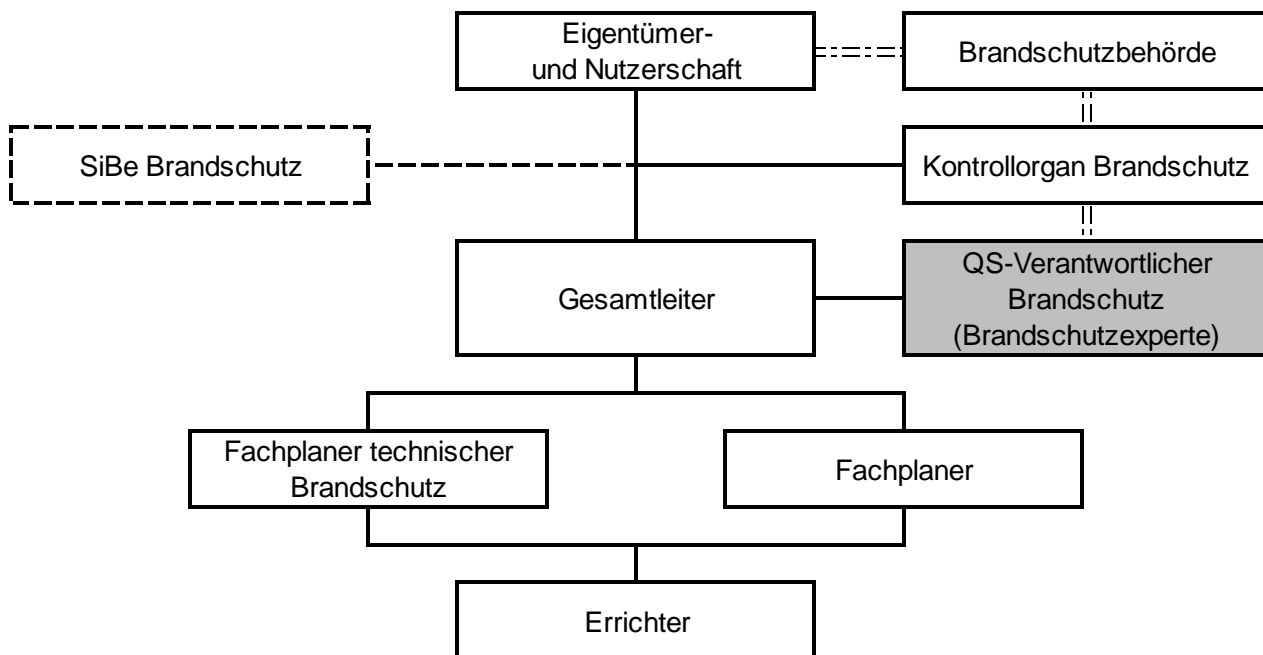 Eigentümer-
und Nutzerschaft
Brandschutzbehörde
SiBe Brandschutz
Kontrollorgan Brandschutz
Gesamtleiter
QS-Verantwortlicher
Brandschutz
(Brandschutzexperte)
Fachplaner technischer
Brandschutz
Fachplaner
Errichter